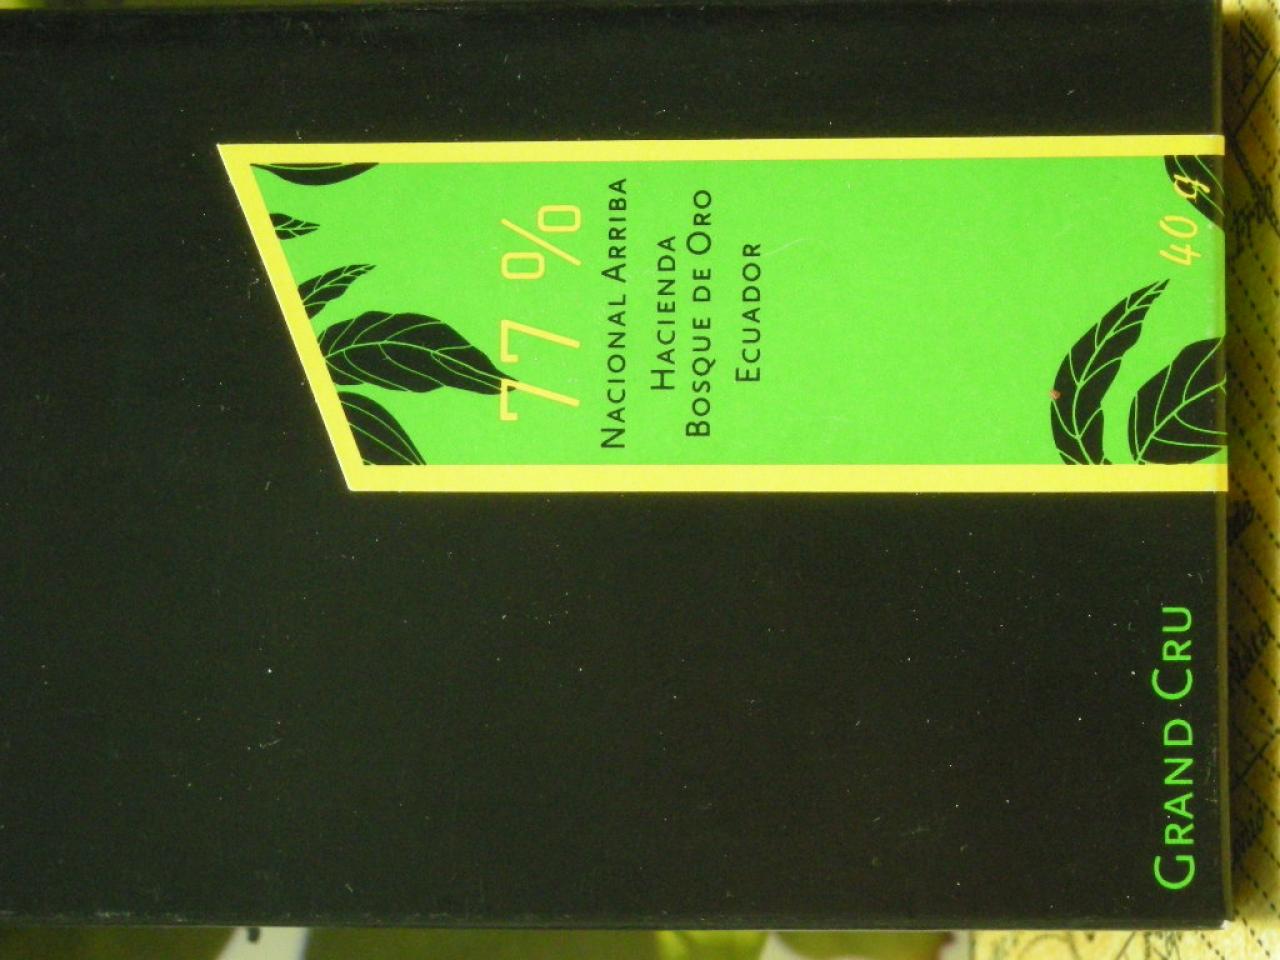 77 %
NACIONAL ARRIBA
HACIENDA
BOSQUE DE ORO
ECUADOR
40 g
GRAND CRU